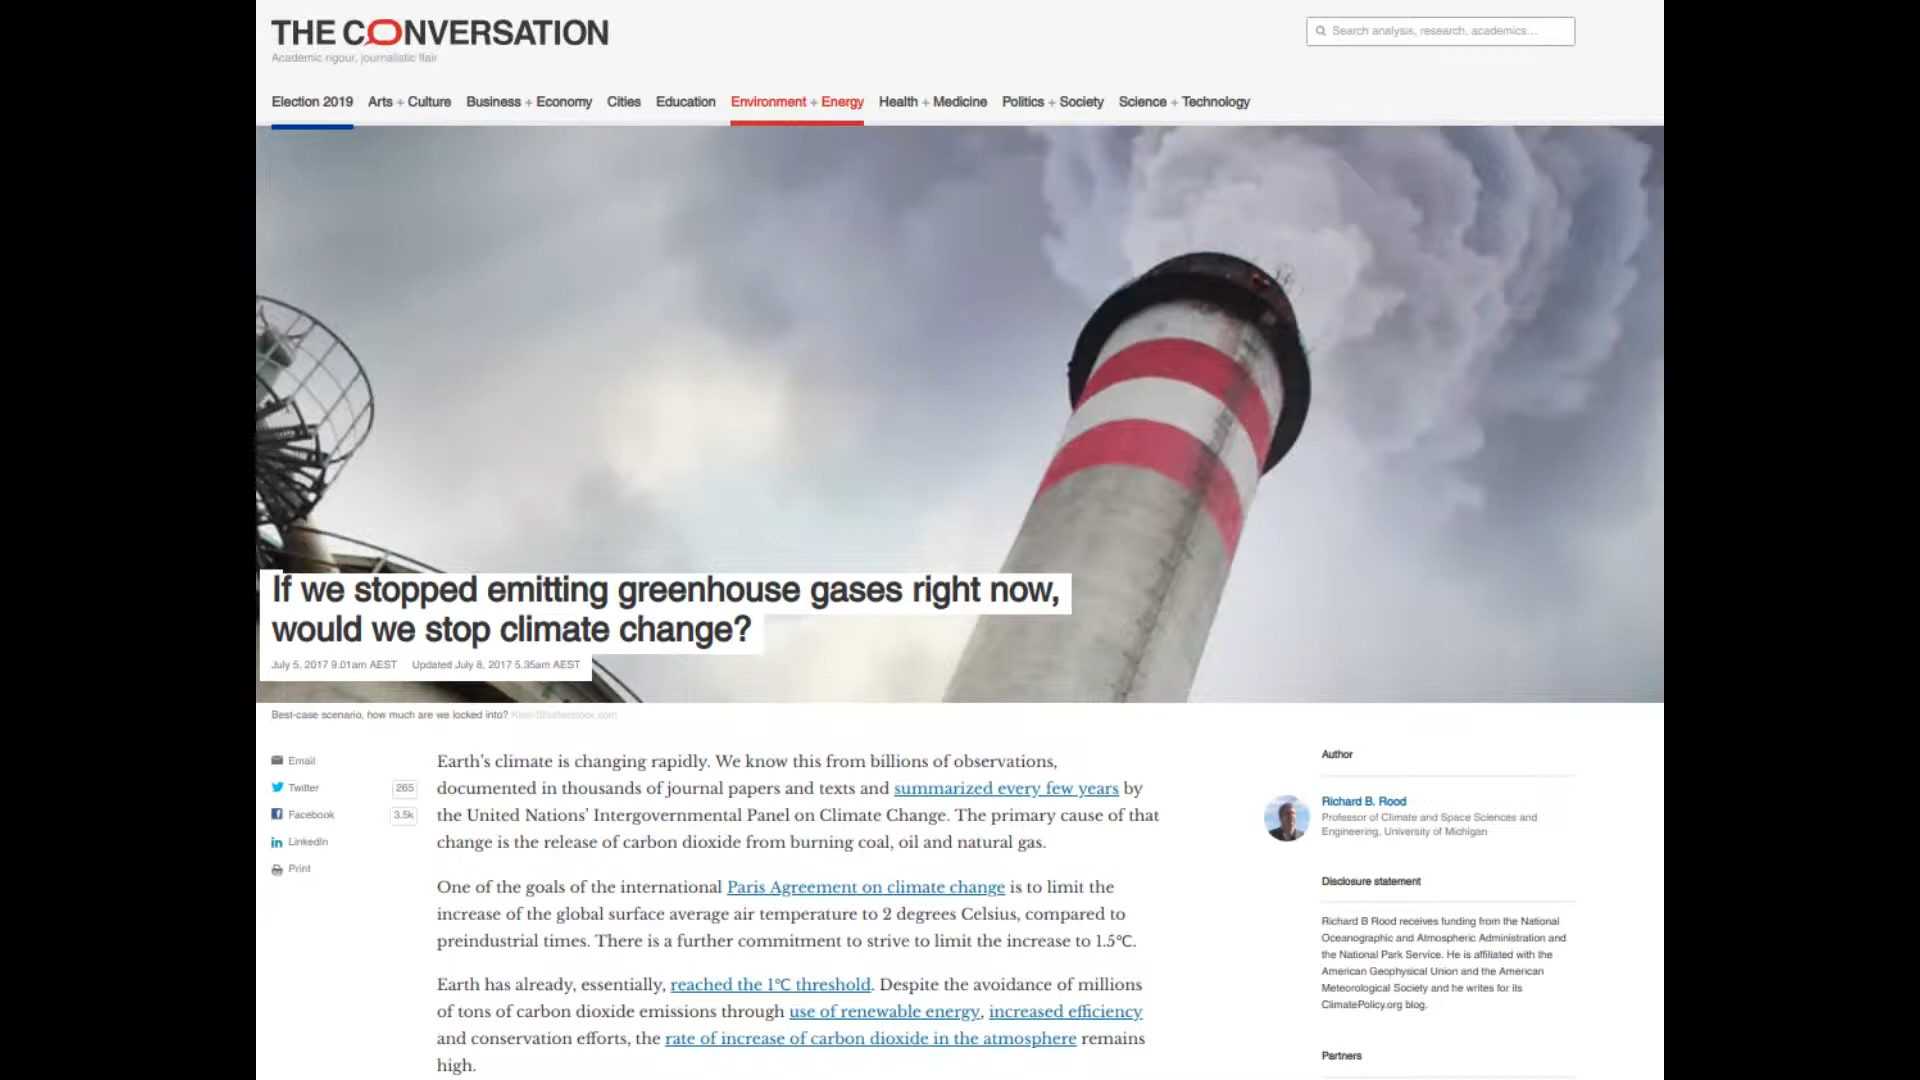 THE CONVERSATION
Academic rigour, journalistic flair
Search analysis, research, academics...
Election 2019 Arts + Culture Business + Economy Cities Education Environment + Energy Health + Medicine Politics + Society Science + Technology
If we stopped emitting greenhouse gases right now,
would we stop climate change?
July 5, 2017 9.01am AEST Updated July 8, 2017 5.35am AEST
Best-case scenario, how much are we locked into?
Email
Twitter 265
Facebook 3.5k
LinkedIn
Print
Earth's climate is changing rapidly. We know this from billions of observations,
documented in thousands of journal papers and texts and summarized every few years by
the United Nations' Intergovernmental Panel on Climate Change. The primary cause of that
change is the release of carbon dioxide from burning coal, oil and natural gas.
One of the goals of the international Paris Agreement on climate change is to limit the
increase of the global surface average air temperature to 2 degrees Celsius, compared to
preindustrial times. There is a further commitment to strive to limit the increase to 1.5℃.
Earth has already, essentially, reached the 1℃ threshold. Despite the avoidance of millions
of tons of carbon dioxide emissions through use of renewable energy, increased efficiency
and conservation efforts, the rate of increase of carbon dioxide in the atmosphere remains
high.
Author
Richard B. Rood
Professor of Climate and Space Sciences and
Engineering, University of Michigan
Disclosure statement
Richard B Rood receives funding from the National
Oceanographic and Atmospheric Administration and
the National Park Service. He is affiliated with the
American Geophysical Union and the American
Meteorological Society and he writes for its
ClimatePolicy.org blog.
Partners